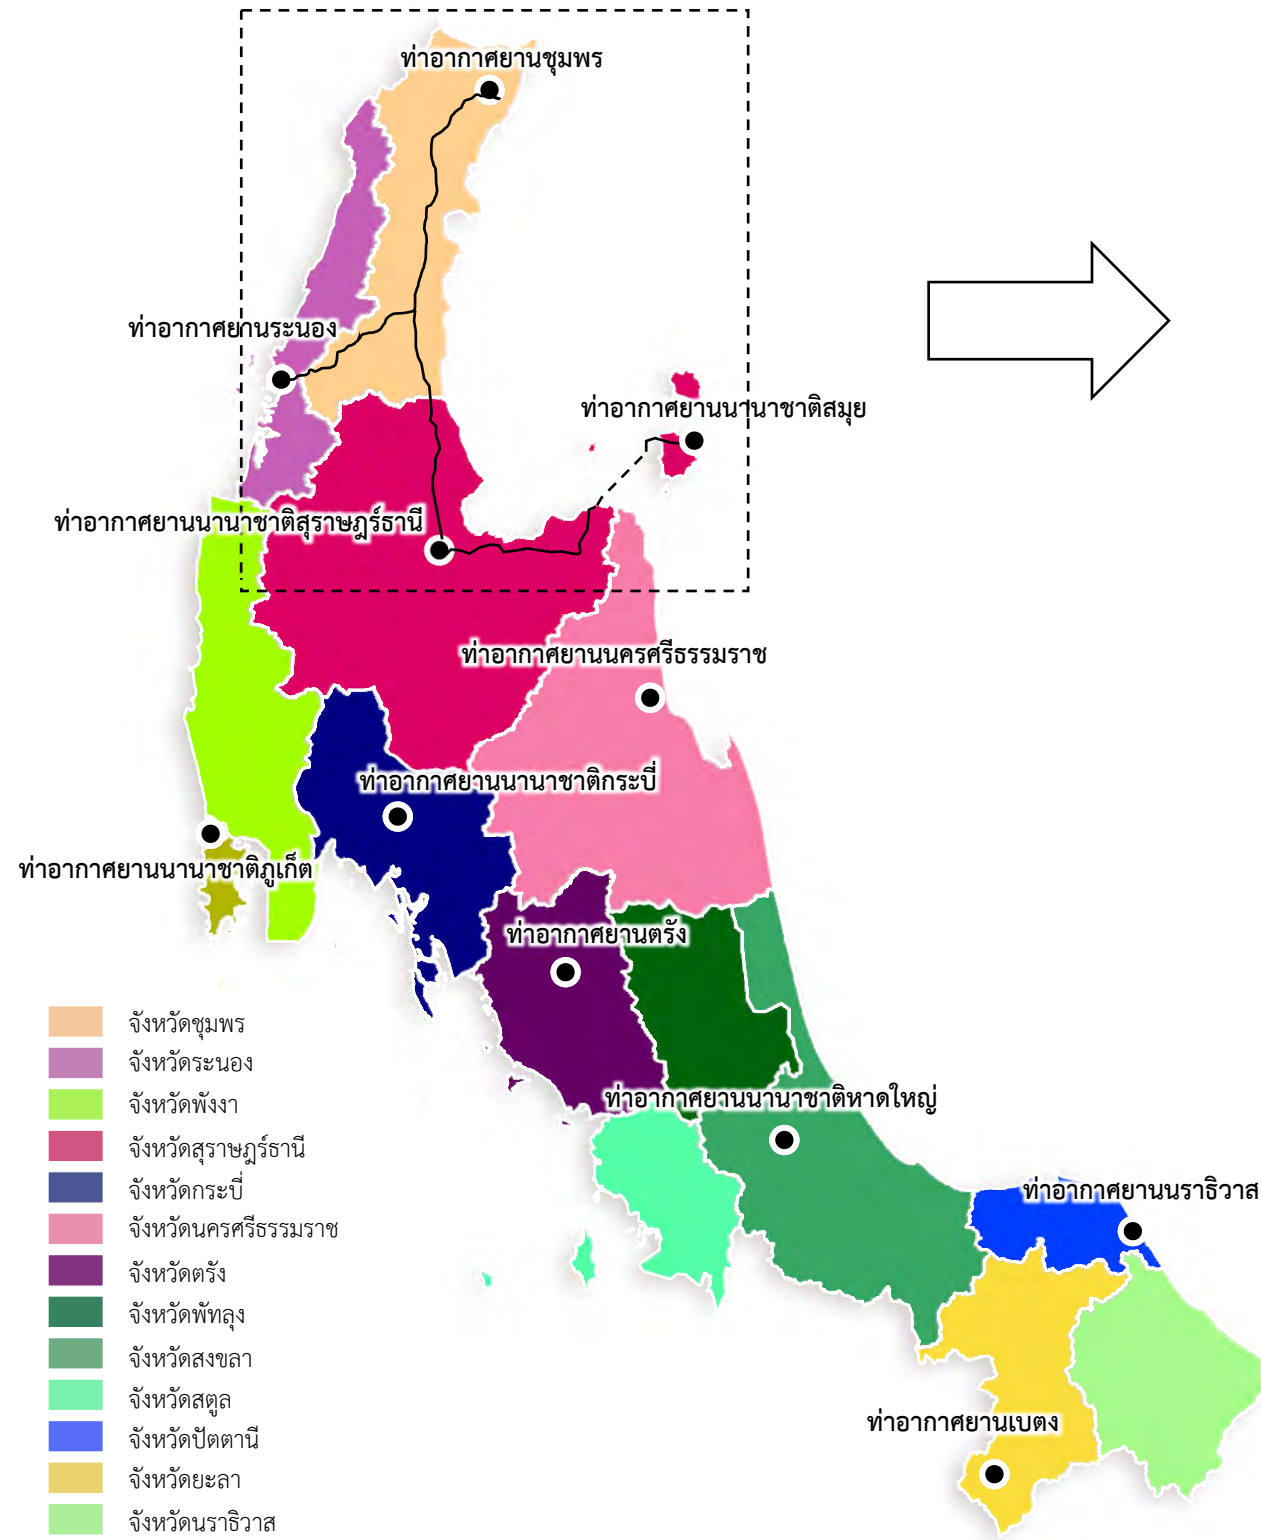 ท่าอากาศยานชุมพร
ท่าอากาศยานระนอง
ท่าอากาศยานนานาชาติสมุย
ท่าอากาศยานนานาชาติสุราษฎร์ธานี
ท่าอากาศยานนครศรีธรรมราช
ท่าอากาศยานนานาชาติกระบี่
ท่าอากาศยานนานาชาติภูเก็ต
ท่าอากาศยานตรัง
ท่าอากาศยานนานาชาติหาดใหญ่
ท่าอากาศยานนราธิวาส
ท่าอากาศยานเบตง
จังหวัดชุมพร
จังหวัดระนอง
จังหวัดพังงา
จังหวัดสุราษฎร์ธานี
จังหวัดกระบี่
จังหวัดนครศรีธรรมราช
จังหวัดตรัง
จังหวัดพัทลุง
จังหวัดสงขลา
จังหวัดสตูล
จังหวัดปัตตานี
จังหวัดยะลา
จังหวัดนราธิวาส